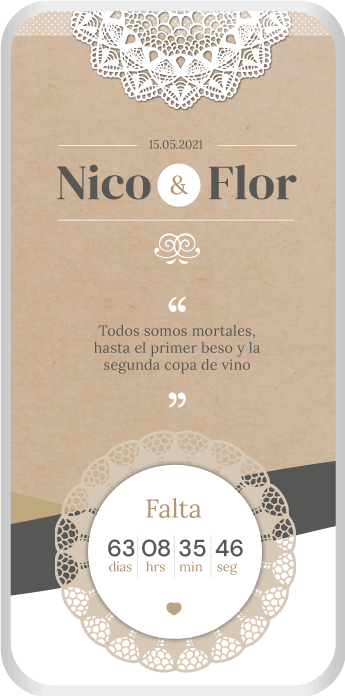 15.05.2021
Nico & Flor
“
Todos somos mortales,
hasta el primer beso y la
segunda copa de vino
”
Falta
63 08 35 46
días hrs min seg